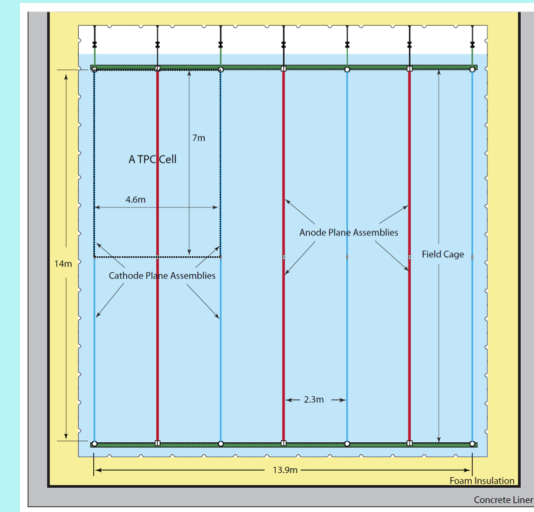 7m
A TPC Cell
4.6m
Anode Plane Assemblies
Field Cage
14m
Cathode Plane Assemblies
2.3m
13.9m
Foam Insulation
Concrete Liner